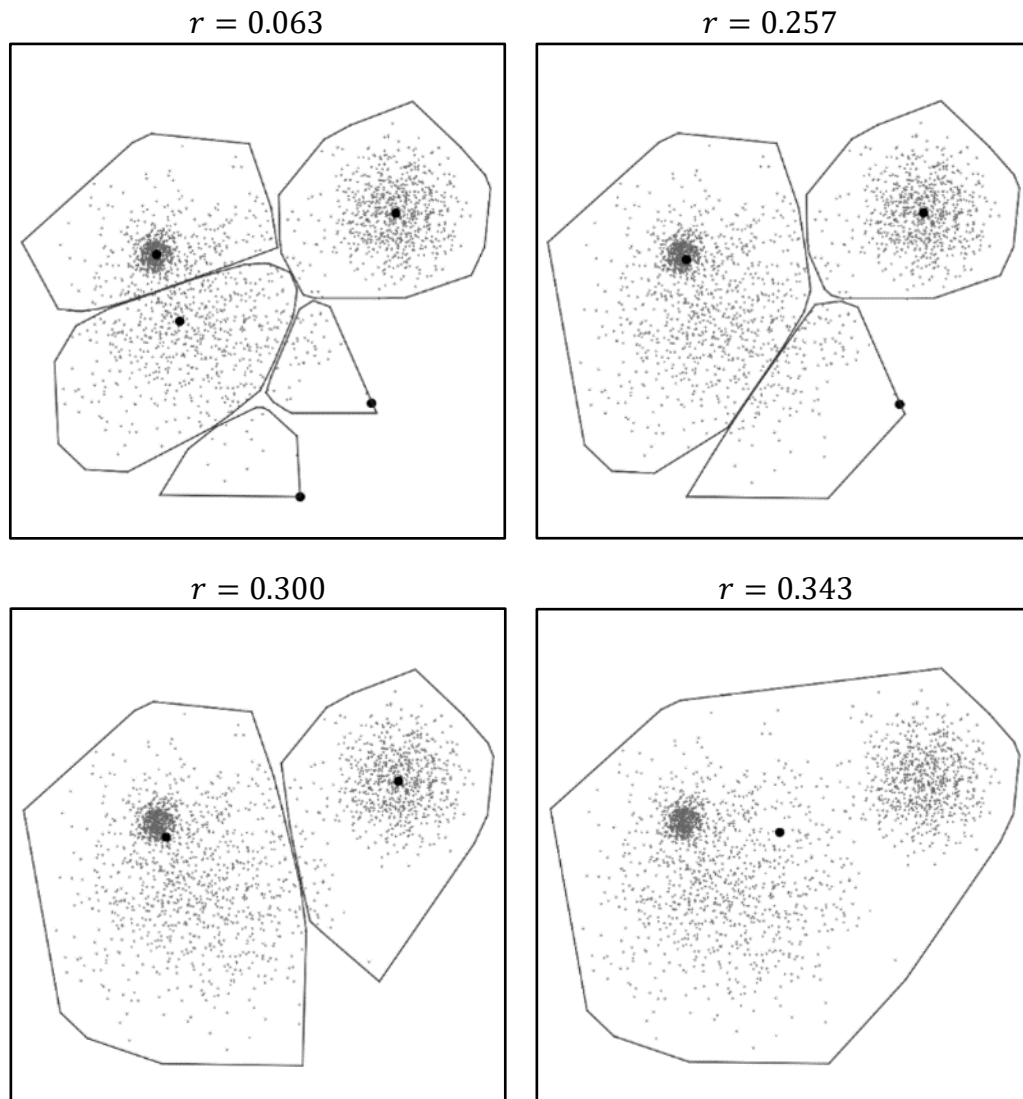 r = 0.063
r = 0.257
r = 0.300
r = 0.343